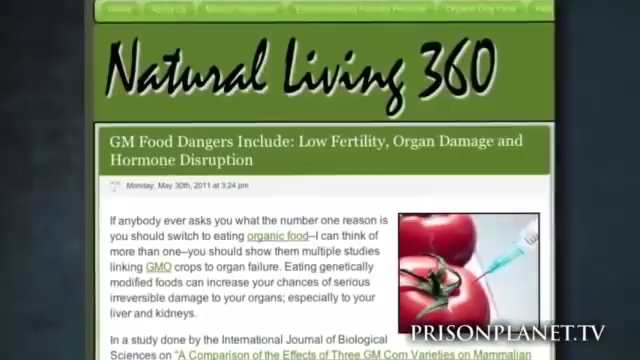 Natural Living 360
GM Food Dangers Include: Low Fertility, Organ Damage and
Hormone Disruption
Monday, May 30th, 2011 at 3:24 pm
If anybody ever asks you what the number one reason is
you should switch to eating organic food--I can think of
more than one--you should show them multiple studies
linking GMO crops to organ failure. Eating genetically
modified foods can increase your chances of serious
irreversible damage to your organs; especially to your
liver and kidneys.
In a study done by the International Journal of Biological
Sciences on "A Comparison of the Effects of Three GM Corn Varieties on Mammalian
PRISONPLANET.TV